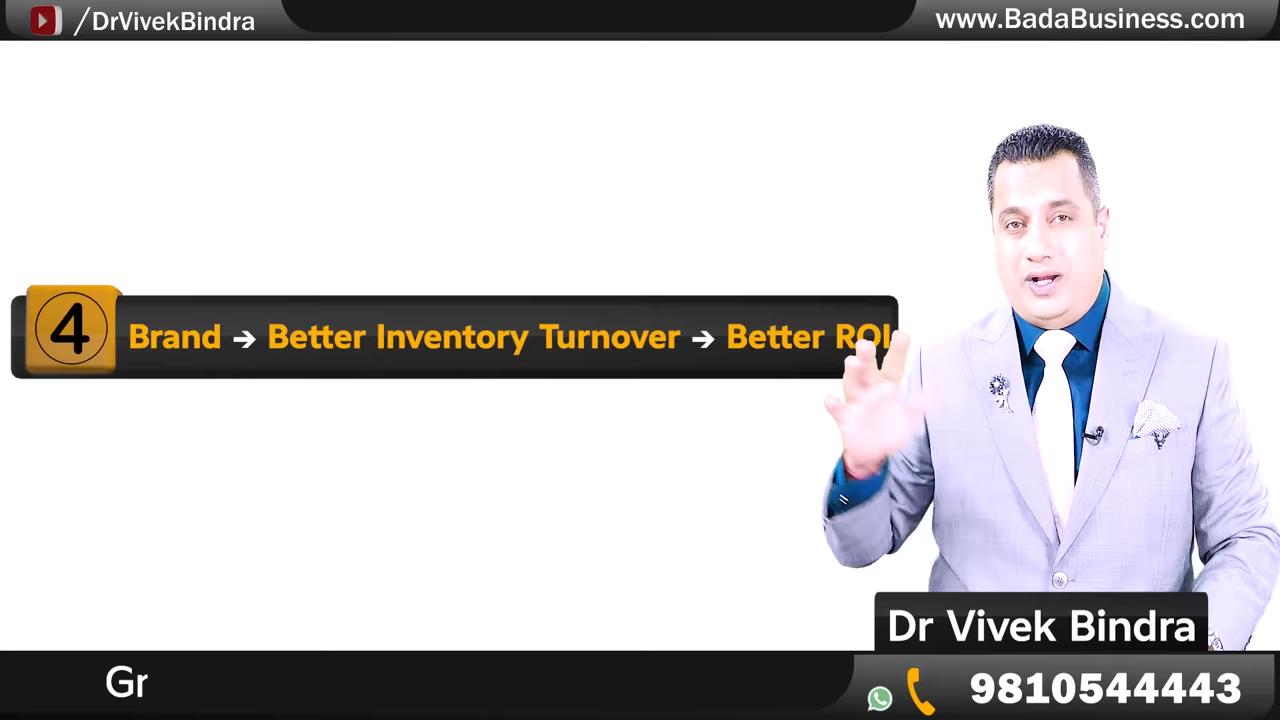 /DrVivekBindra
www.BadaBusiness.com
4
Brand → Better Inventory Turnover → Better ROI
Dr Vivek Bindra
Gr
9810544443